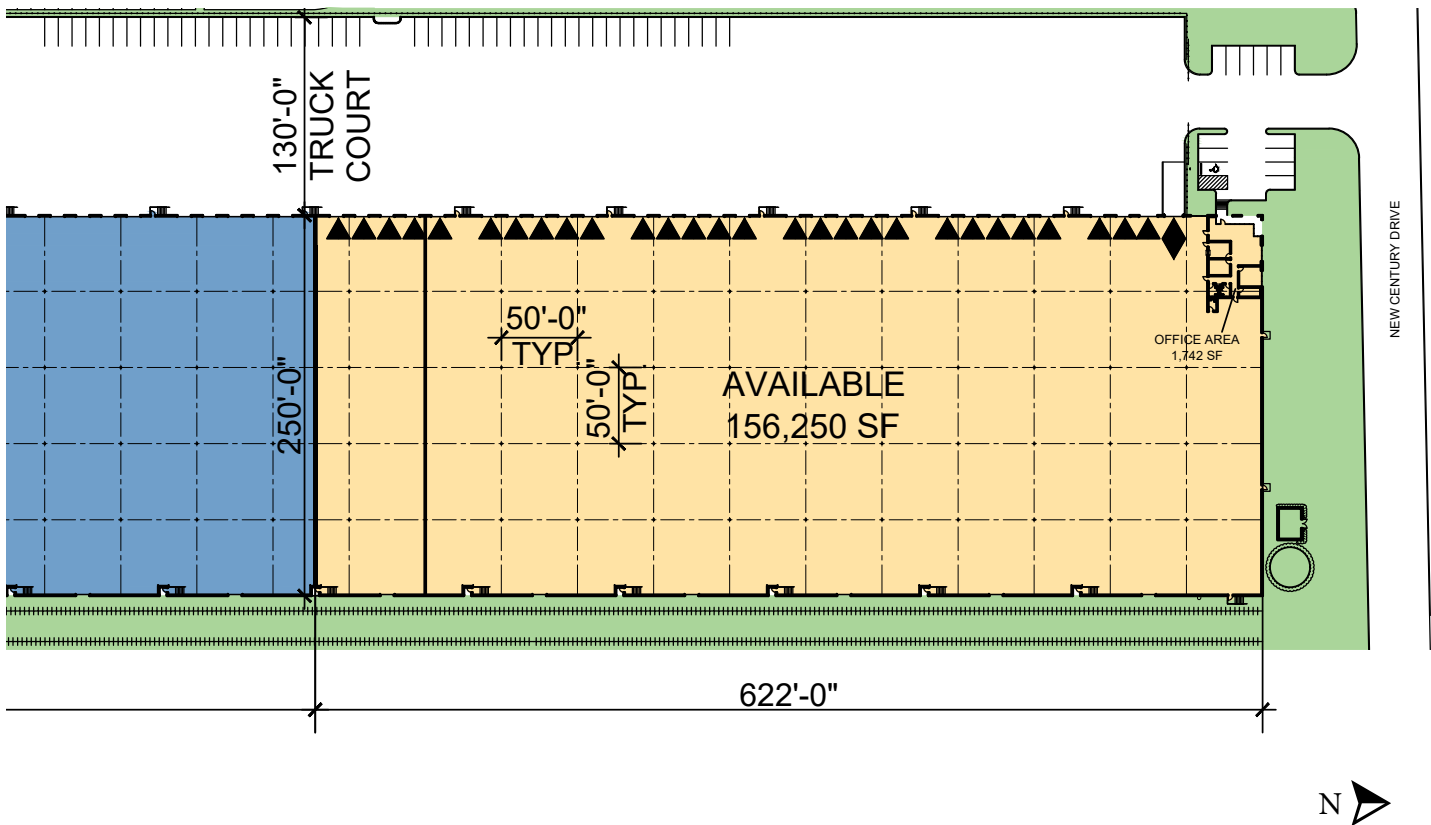 130'-0"
TRUCK
COURT
NEW CENTURY DRIVE
50'-0"
TYP.
OFFICE AREA
1,742 SF
250'-0"
50'-0"
TYP.
AVAILABLE
156,250 SF
622'-0"
N